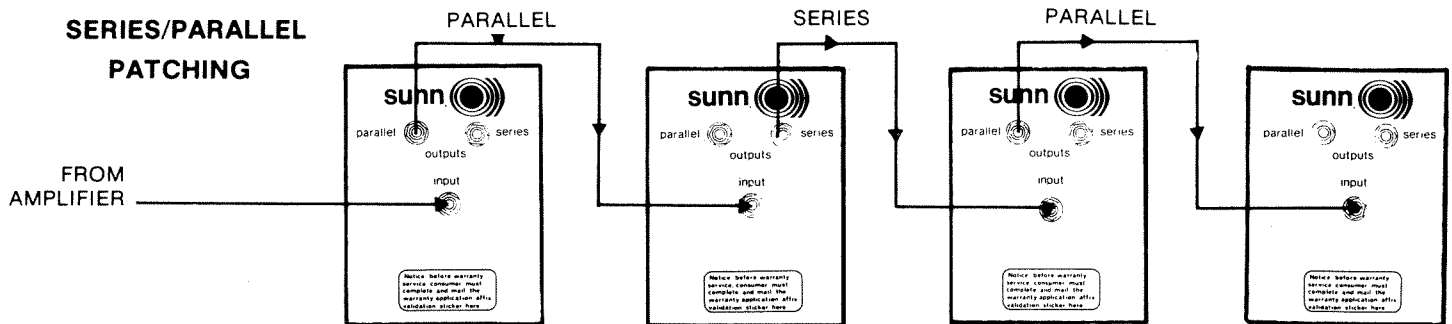 SERIES/PARALLEL
PATCHING
PARALLEL
SERIES
PARALLEL
FROM
AMPLIFIER
sunn
parallel
series
outputs
input
Notice before warranty
service consumer must
complete and mail the
warranty application affix
validation sticker here
sunn
parallel
series
outputs
input
Notice before warranty
service consumer must
complete and mail the
warranty application affix
validation sticker here
sunn
parallel
series
outputs
input
Notice before warranty
service consumer must
complete and mail the
warranty application affix
validation sticker here
sunn
parallel
series
outputs
input
Notice before warranty
service consumer must
complete and mail the
warranty application affix
validation sticker here